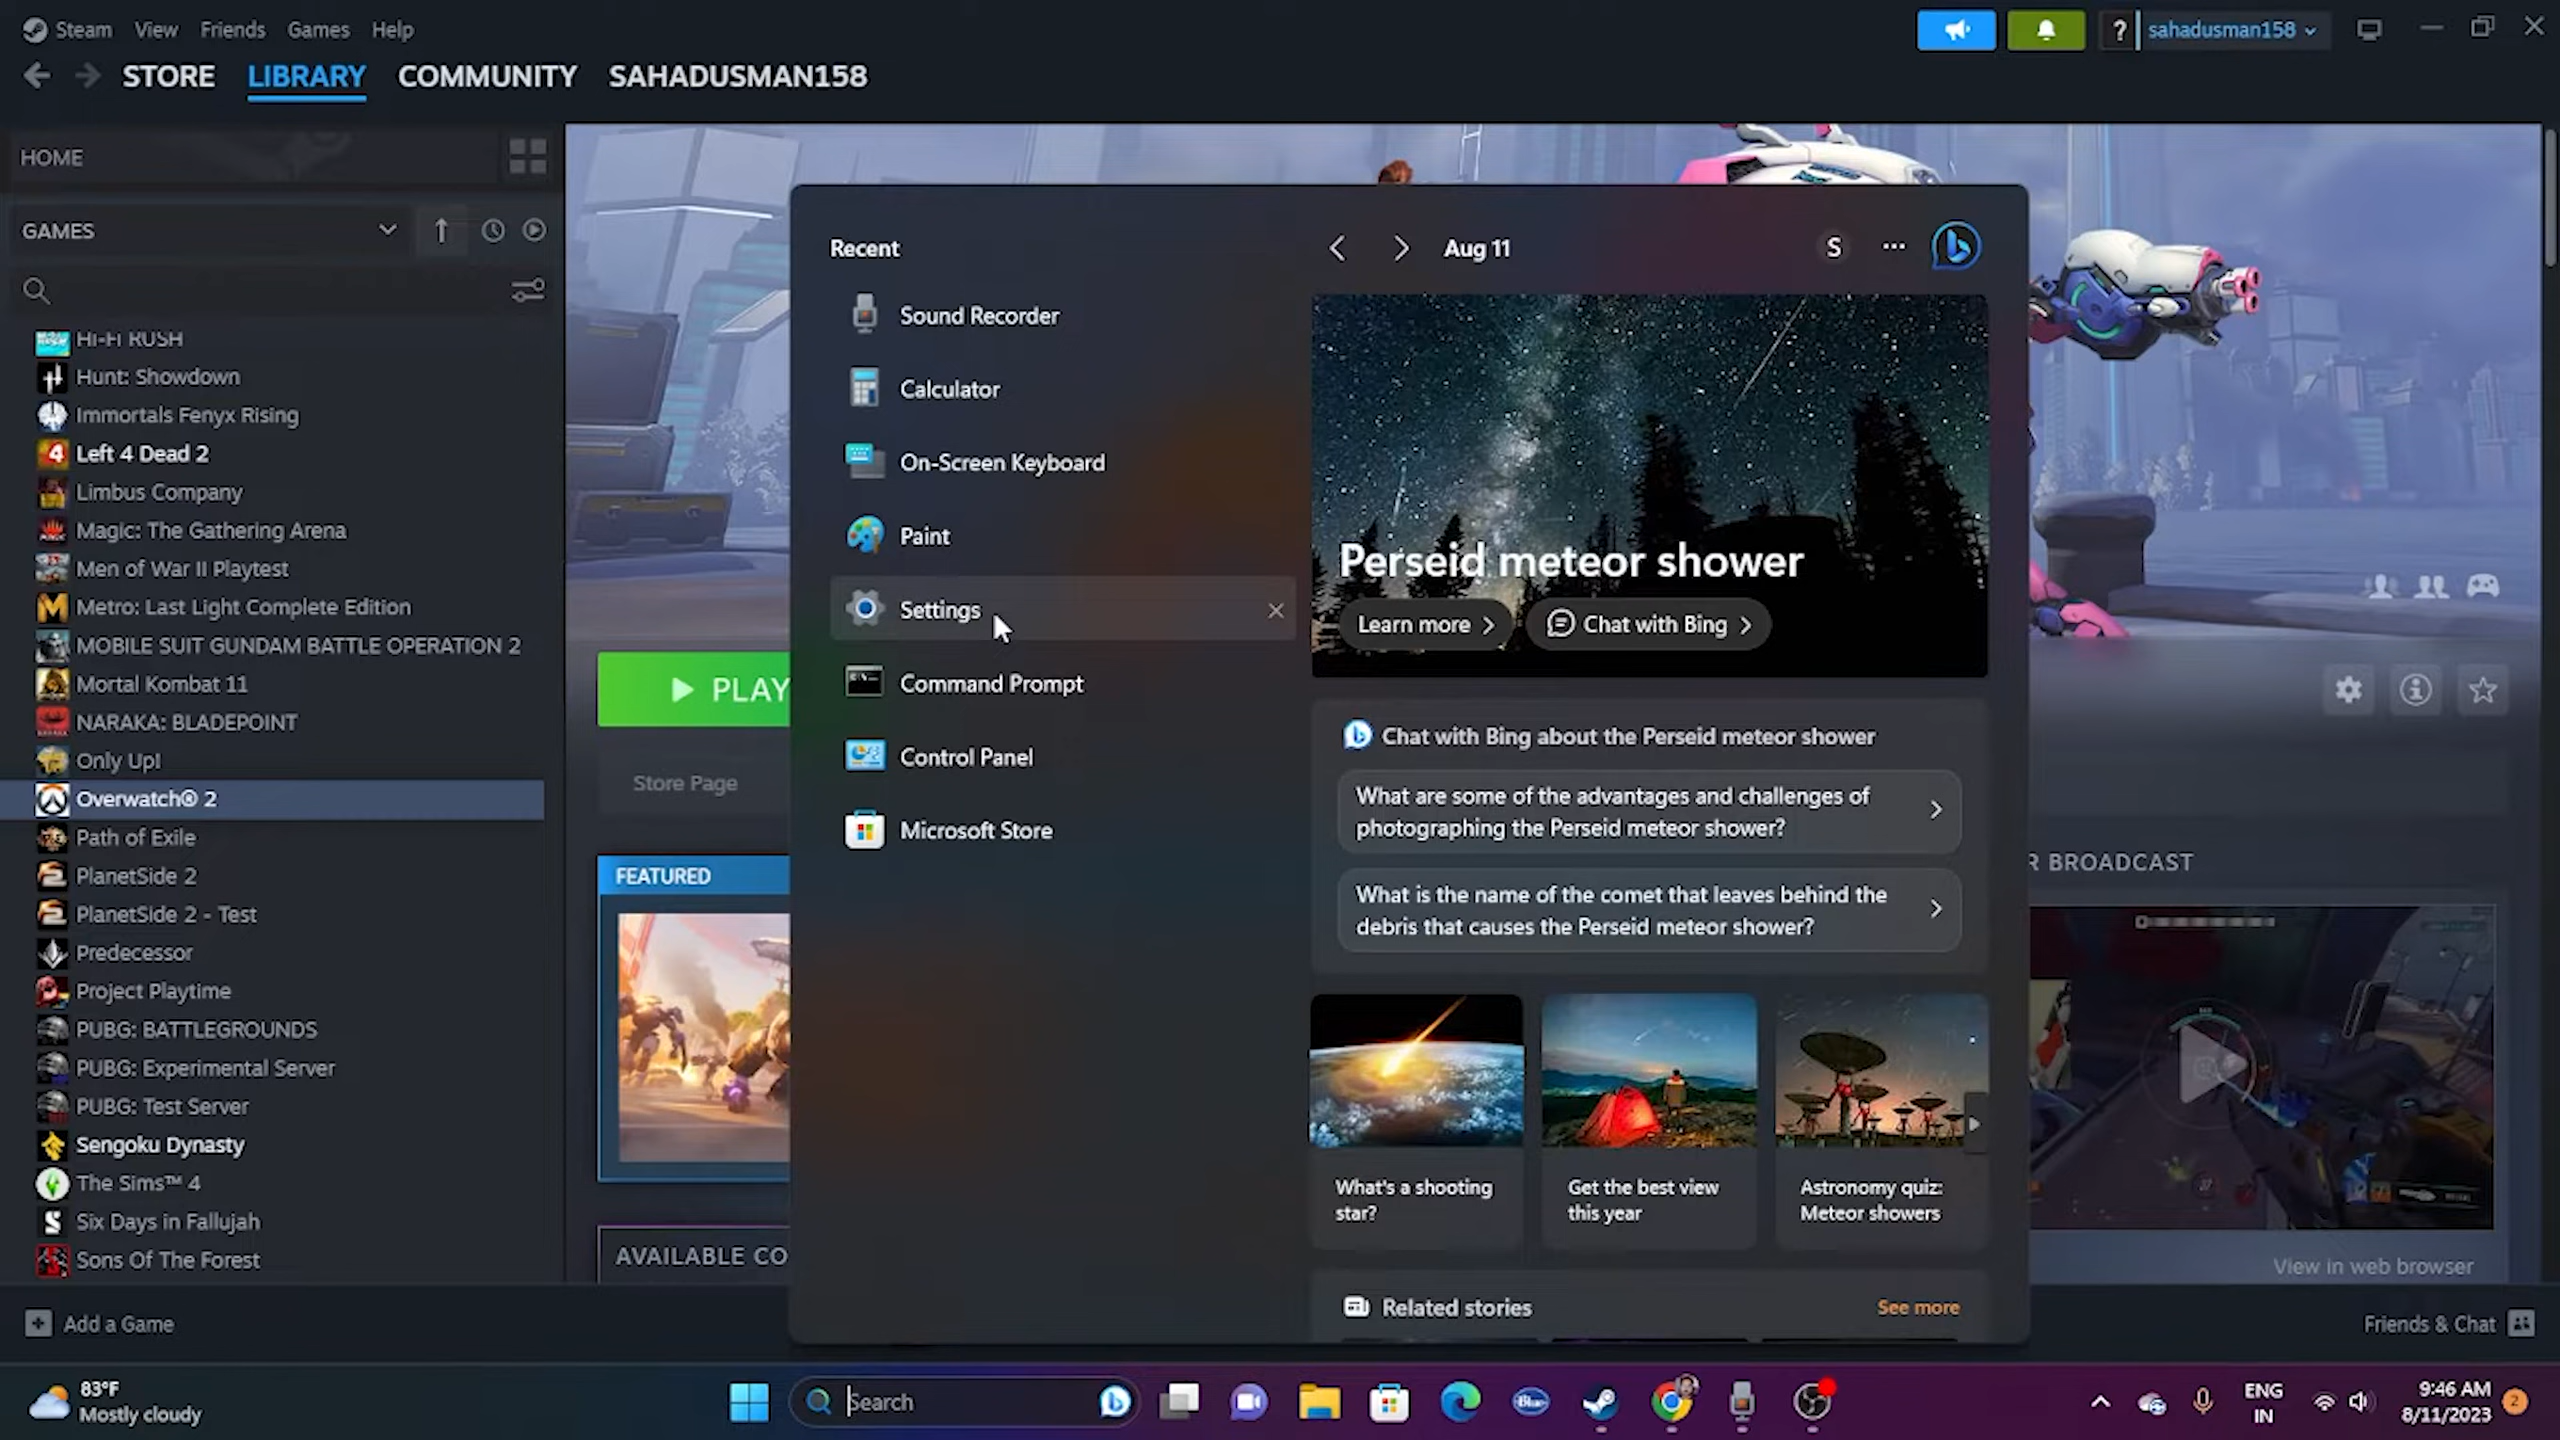 Steam View Friends Games Help
? sahadusman158
STORE LIBRARY COMMUNITY SAHADUSMAN158
HOME
GAMES
Hi-Fi RUSH
Hunt: Showdown
Immortals Fenyx Rising
Left 4 Dead 2
Limbus Company
Magic: The Gathering Arena
Men of War II Playtest
Metro: Last Light Complete Edition
MOBILE SUIT GUNDAM BATTLE OPERATION 2
Mortal Kombat 11
NARAKA: BLADEPOINT
Only Up!
Overwatch® 2
Path of Exile
PlanetSide 2
PlanetSide 2 - Test
Predecessor
Project Playtime
PUBG: BATTLEGROUNDS
PUBG: Experimental Server
PUBG: Test Server
Sengoku Dynasty
The Sims™ 4
Six Days in Fallujah
Sons Of The Forest
Add a Game
PLAY
Store Page
FEATURED
AVAILABLE CO
Recent
Sound Recorder
Calculator
On-Screen Keyboard
Paint
Settings
Command Prompt
Control Panel
Microsoft Store
Aug 11
S
Perseid meteor shower
Learn more
Chat with Bing
Chat with Bing about the Perseid meteor shower
What are some of the advantages and challenges of
photographing the Perseid meteor shower?
What is the name of the comet that leaves behind the
debris that causes the Perseid meteor shower?
What's a shooting
star?
Get the best view
this year
Astronomy quiz:
Meteor showers
Related stories
See more
R BROADCAST
View in web browser
Friends & Chat
83°F
Mostly cloudy
Search
Blue
ENG
IN
9:46 AM
8/11/2023
2